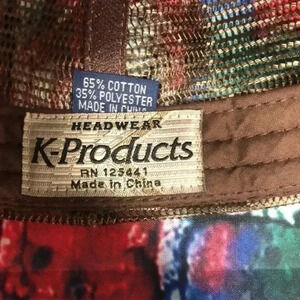 65% COTTON
35% POLYESTER
MADE IN CHINA
HEADWEAR
K-Products
RN 125441
Made in China